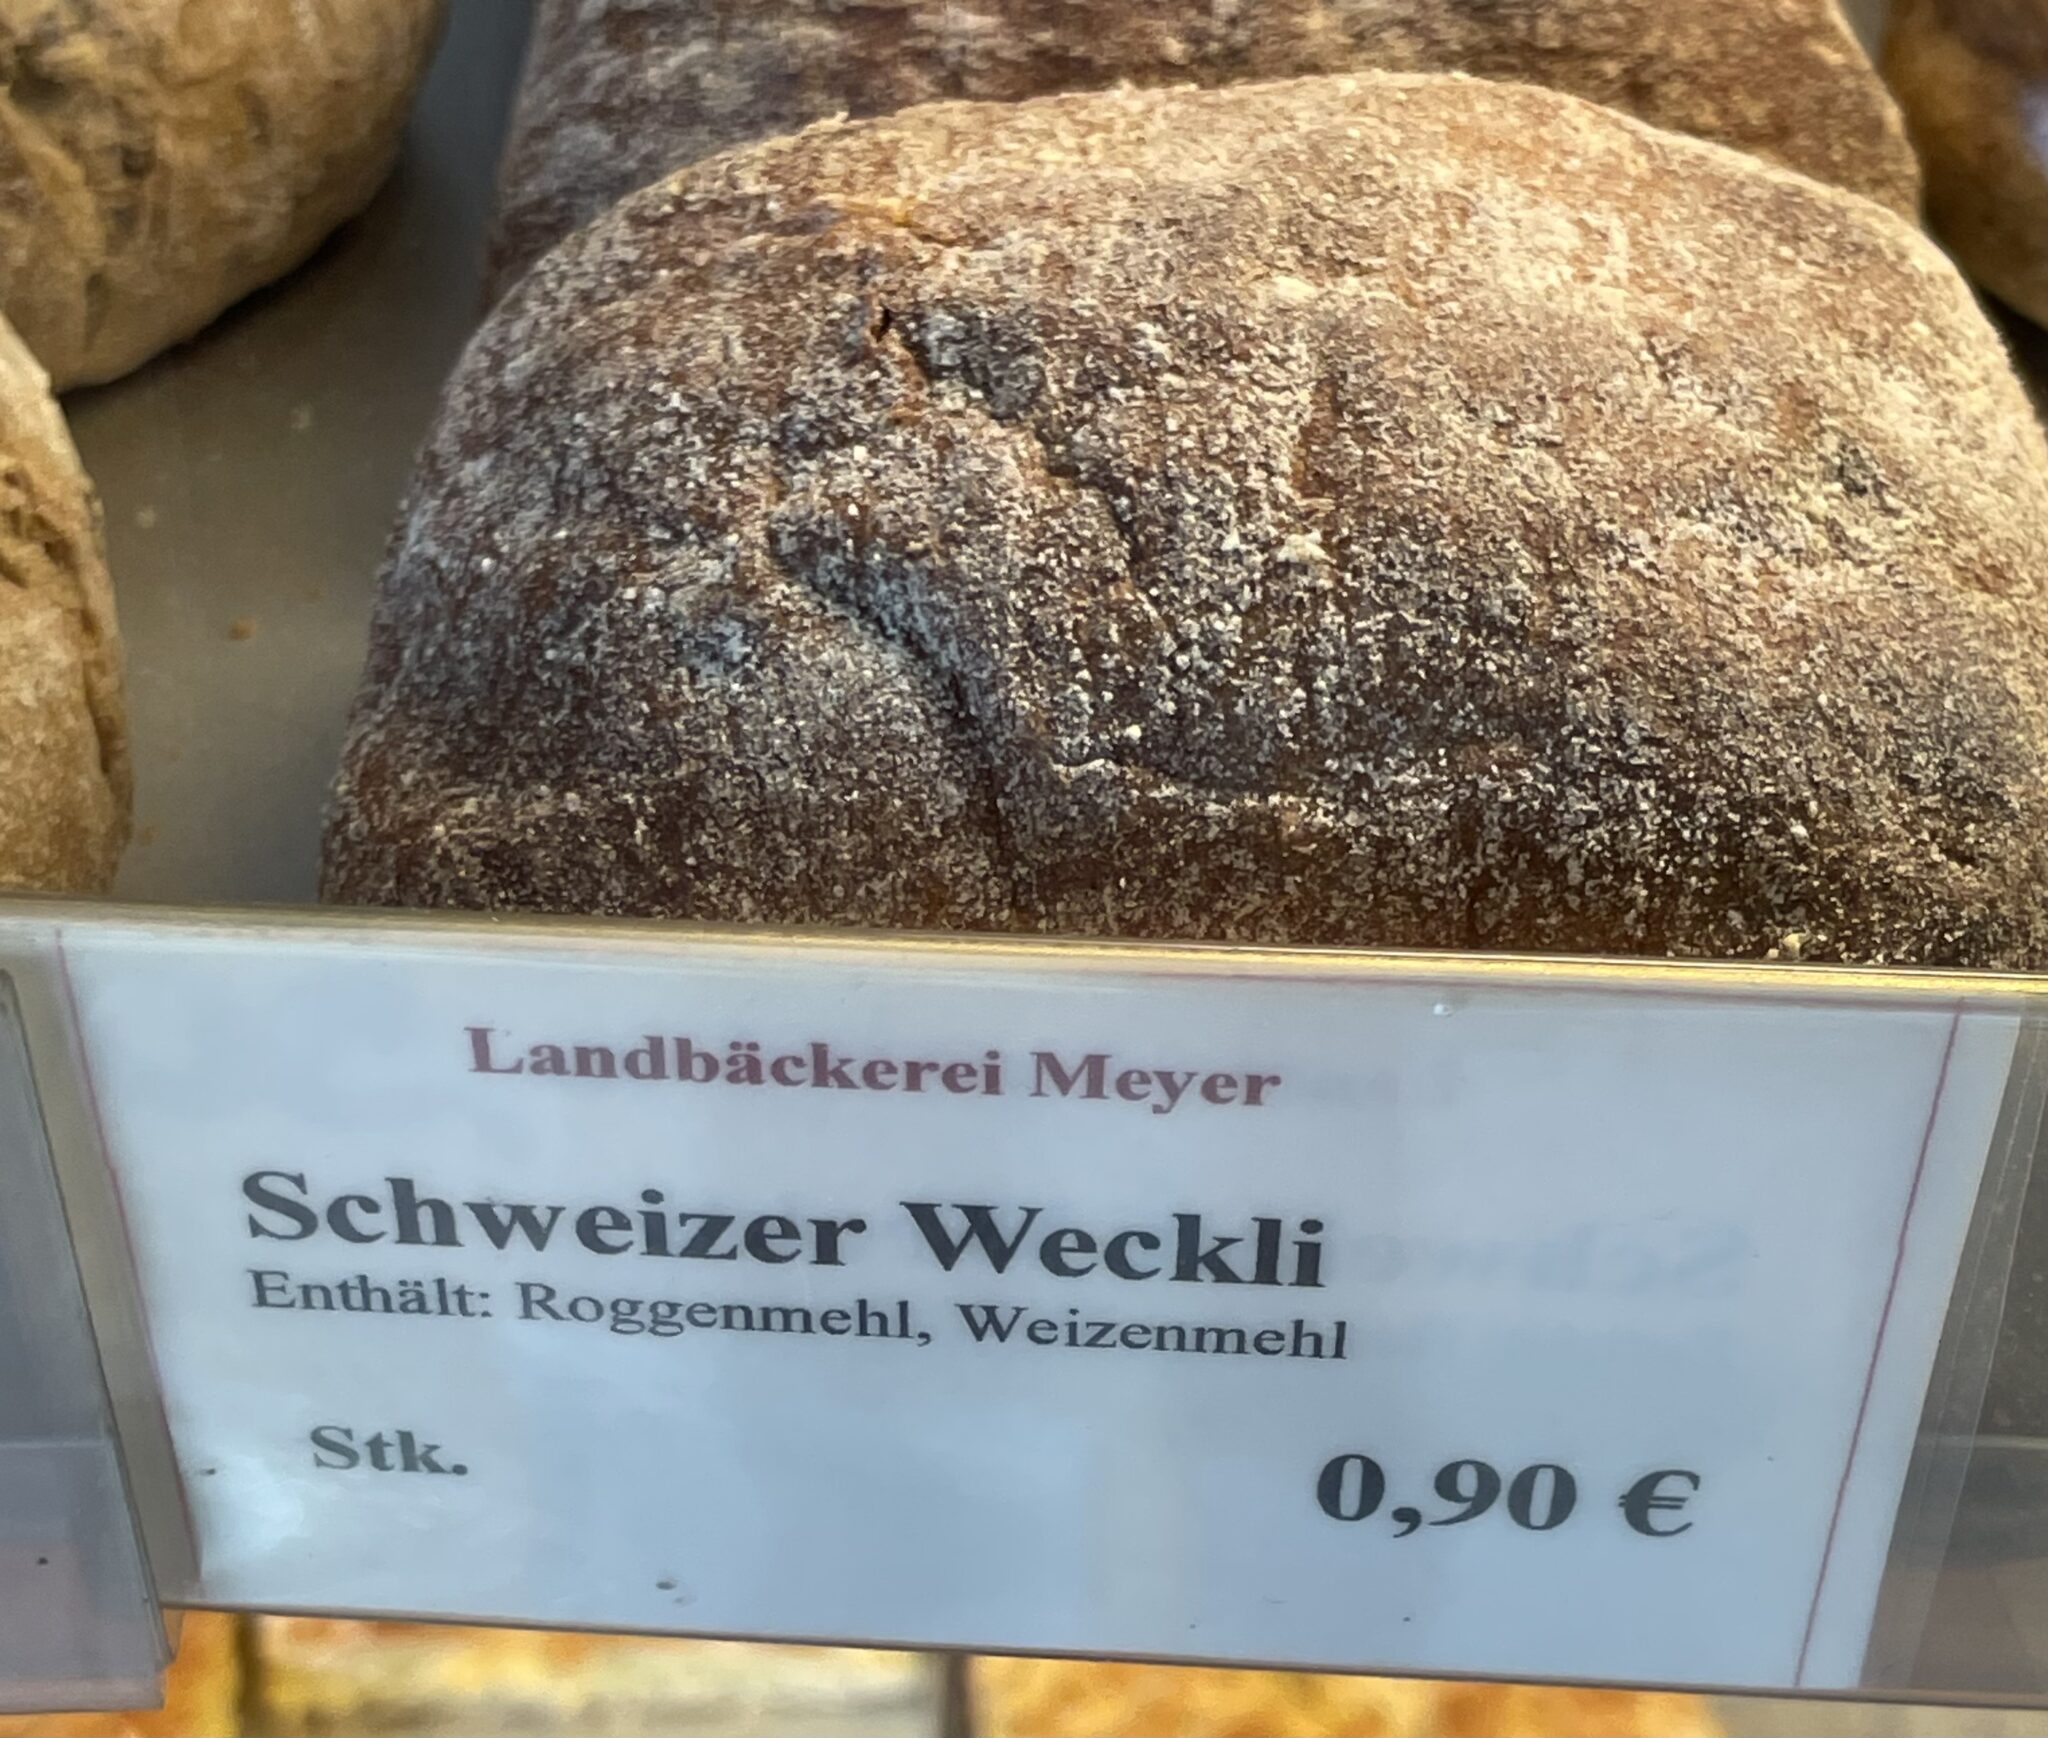 Landbäckerei Meyer
Schweizer Weckli
Enthält: Roggenmehl, Weizenmehl
Stk. 0,90 €